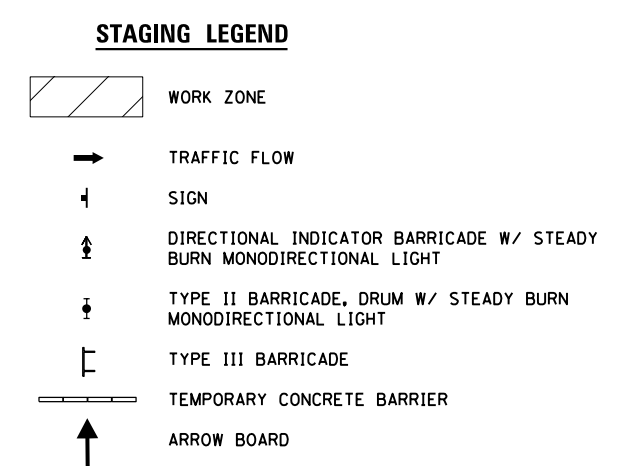 STAGING LEGEND
WORK ZONE
TRAFFIC FLOW
SIGN
DIRECTIONAL INDICATOR BARRICADE W/ STEADY
BURN MONODIRECTIONAL LIGHT
TYPE II BARRICADE, DRUM W/ STEADY BURN
MONODIRECTIONAL LIGHT
TYPE III BARRICADE
TEMPORARY CONCRETE BARRIER
ARROW BOARD